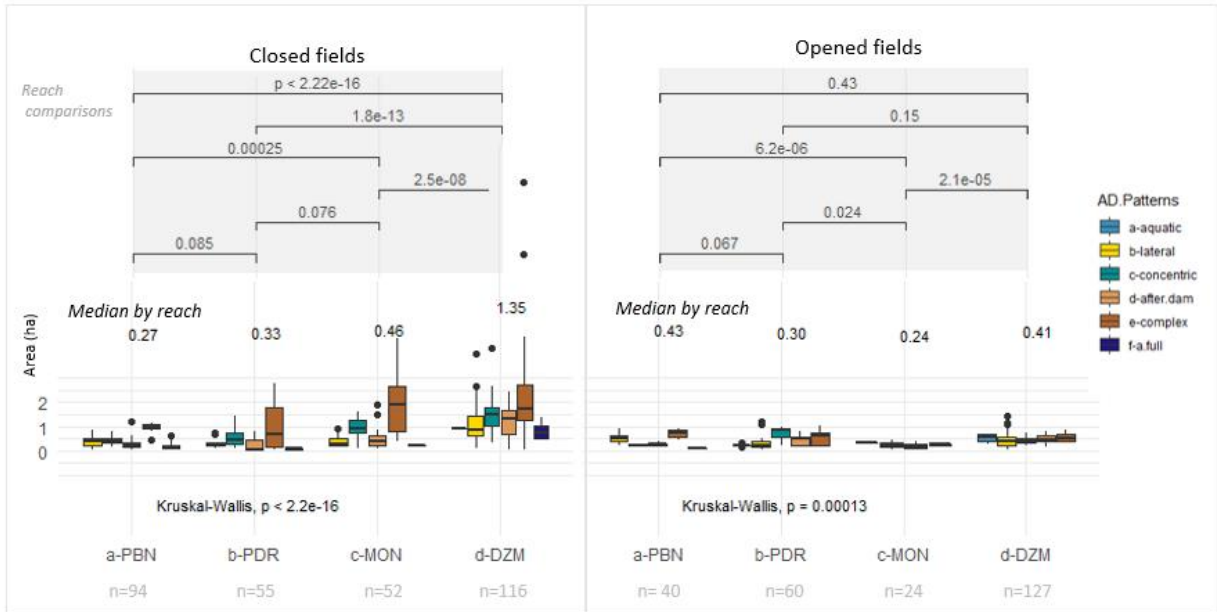 Closed fields
Opened fields
Reach
comparisons
p < 2.22e-16
1.8e-13
0.00025
2.5e-08
0.076
0.085
0.43
0.15
6.2e-06
2.1e-05
0.024
0.067
AD.Patterns
a-aquatic
b-lateral
c-concentric
d-after.dam
e-complex
f-a.full
Area (ha)
Median by reach
0.27
0.33
0.46
1.35
Median by reach
0.43
0.30
0.24
0.41
2
1
0
2
1
0
Kruskal-Wallis, p < 2.2e-16
Kruskal-Wallis, p = 0.00013
a-PBN
b-PDR
c-MON
d-DZM
a-PBN
b-PDR
c-MON
d-DZM
n=94
n=55
n=52
n=116
n= 40
n=60
n=24
n=127